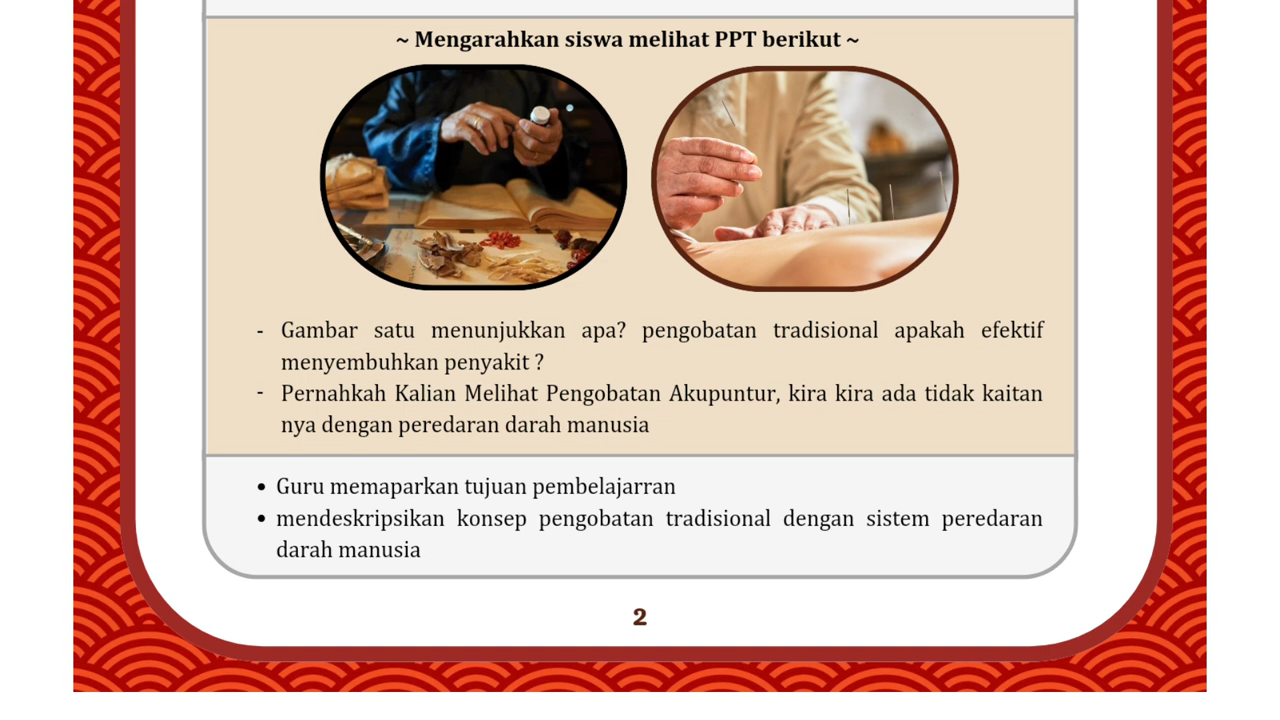 ~ Mengarahkan siswa melihat PPT berikut ~
- Gambar satu menunjukkan apa? pengobatan tradisional apakah efektif
menyembuhkan penyakit ?
- Pernahkah Kalian Melihat Pengobatan Akupuntur, kira kira ada tidak kaitan
nya dengan peredaran darah manusia
• Guru memaparkan tujuan pembelajarran
• mendeskripsikan konsep pengobatan tradisional dengan sistem peredaran
darah manusia
2